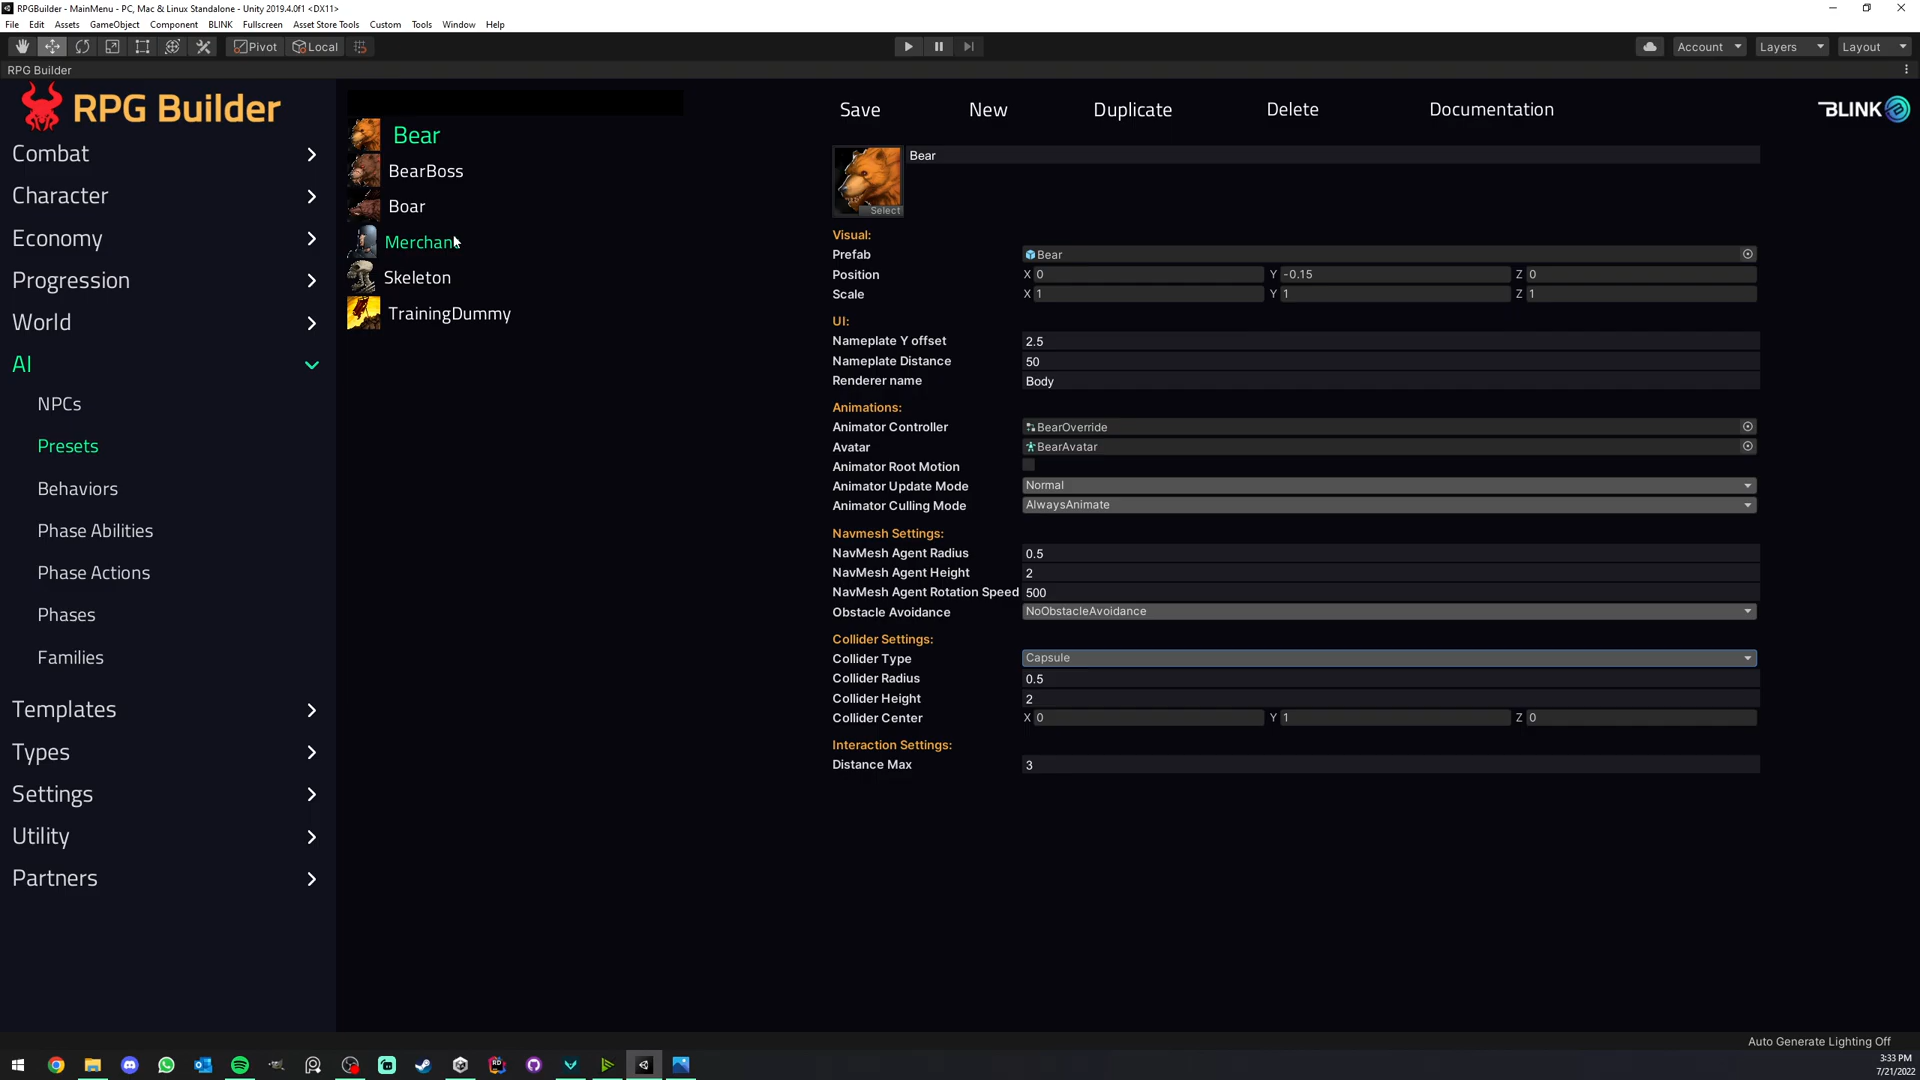 RPGBuilder - MainMenu - PC, Mac & Linux Standalone - Unity 2019.4.0f1 <DX11>
File Edit Assets GameObject Component BLINK Fullscreen Asset Store Tools Custom Tools Window Help
Pivot Local Account Layers Layout
RPG Builder
RPG Builder
Combat
Character
Economy
Progression
World
AI
NPCs
Presets
Behaviors
Phase Abilities
Phase Actions
Phases
Families
Templates
Types
Settings
Utility
Partners
Bear
BearBoss
Boar
Merchant
Skeleton
TrainingDummy
Save New Duplicate Delete Documentation BLINK
Bear
Select
Visual:
Prefab Bear
Position X 0 Y -0.15 Z 0
Scale X 1 Y 1 Z 1
UI:
Nameplate Y offset 2.5
Nameplate Distance 50
Renderer name Body
Animations:
Animator Controller BearOverride
Avatar BearAvatar
Animator Root Motion
Animator Update Mode Normal
Animator Culling Mode AlwaysAnimate
Navmesh Settings:
NavMesh Agent Radius 0.5
NavMesh Agent Height 2
NavMesh Agent Rotation Speed 500
Obstacle Avoidance NoObstacleAvoidance
Collider Settings:
Collider Type Capsule
Collider Radius 0.5
Collider Height 2
Collider Center X 0 Y 1 Z 0
Interaction Settings:
Distance Max 3
Auto Generate Lighting Off
3:33 PM
7/21/2022